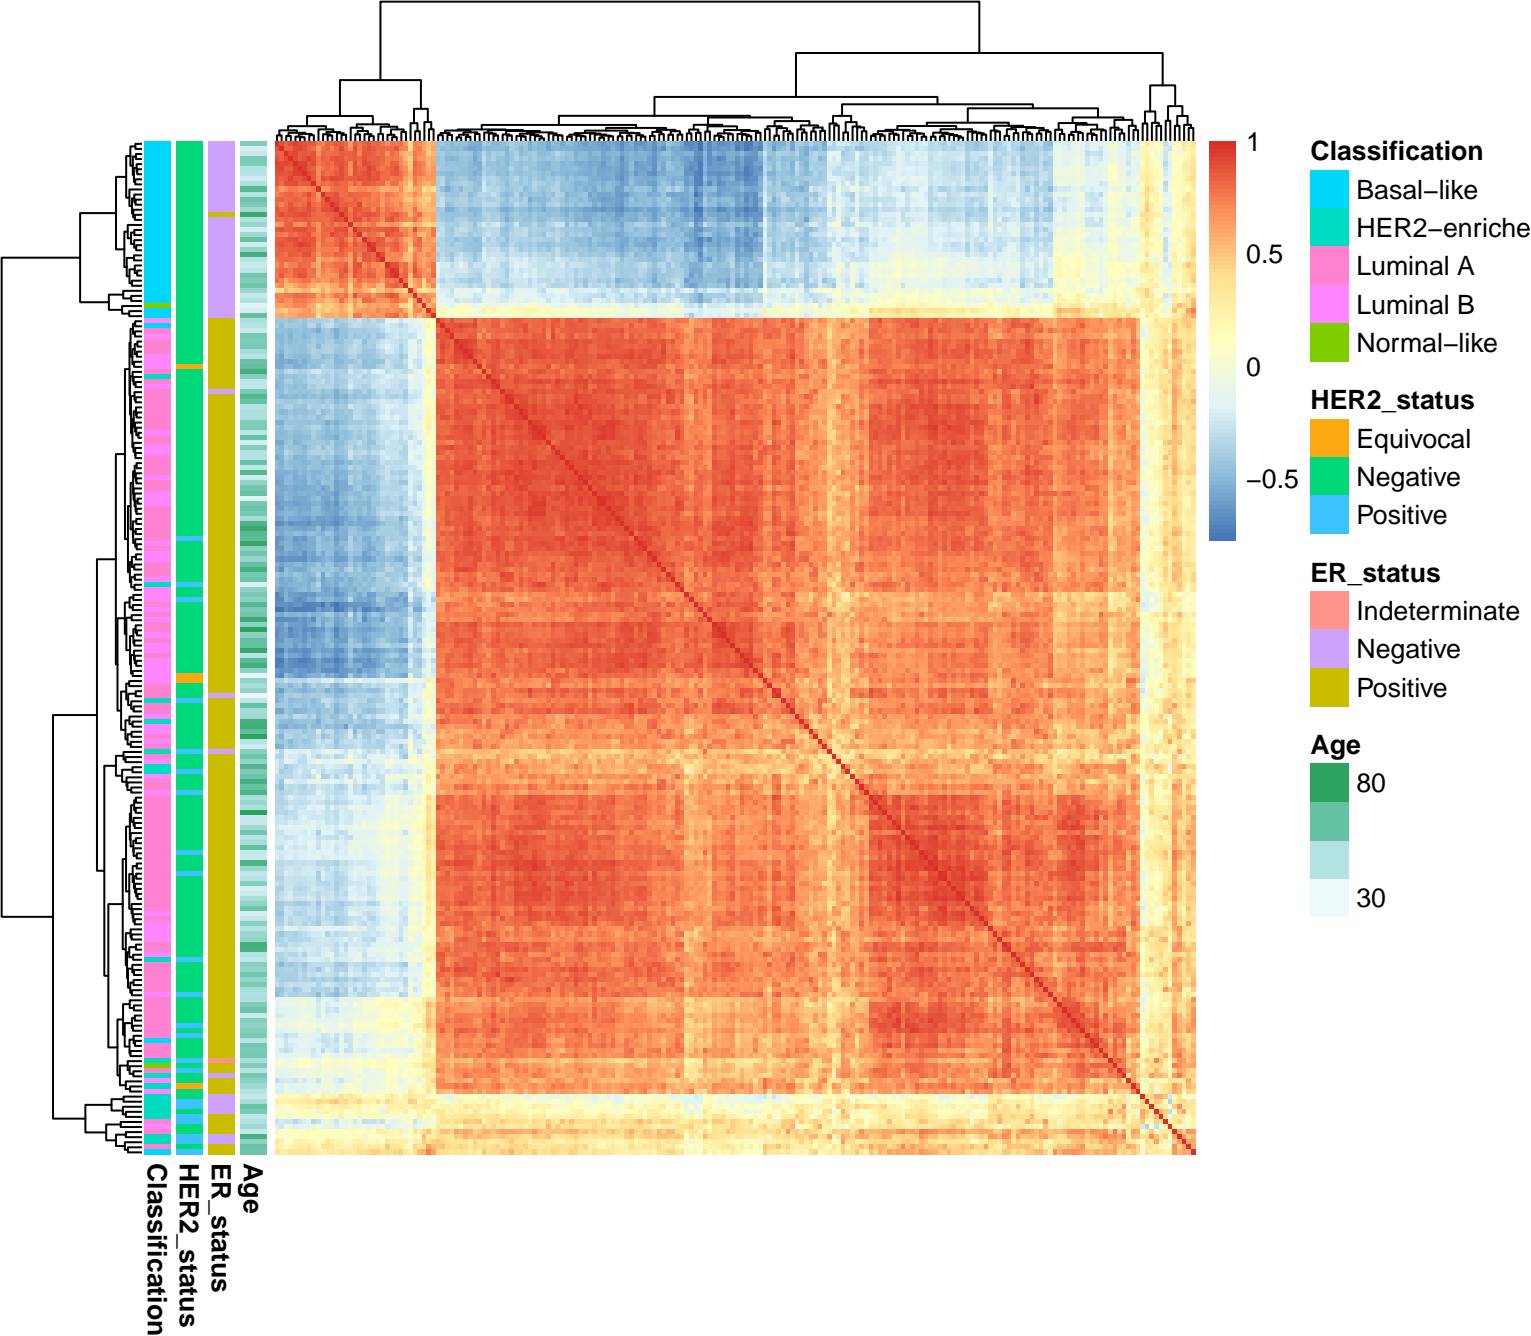 1
0.5
0
−0.5
Classification
Basal−like
HER2−enriche
Luminal A
Luminal B
Normal−like
HER2_status
Equivocal
Negative
Positive
ER_status
Indeterminate
Negative
Positive
Age
80
30
Classification
HER2_status
ER_status
Age